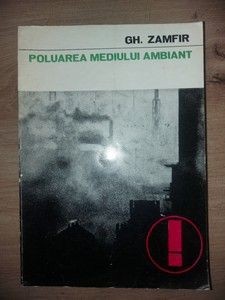 GH. ZAMFIR
POLUAREA MEDIULUI AMBIANT
!